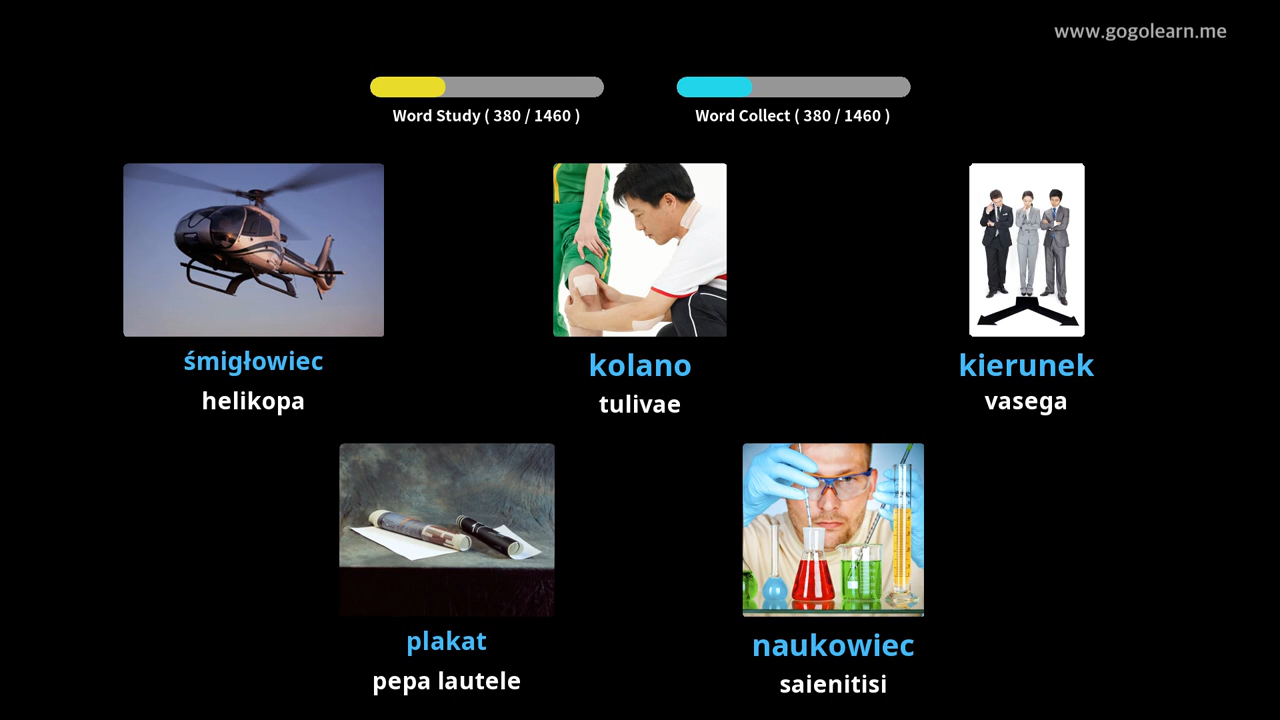 www.gogolearn.me
Word Study ( 380 / 1460 )
Word Collect ( 380 / 1460 )
śmigłowiec
helikopa
kolano
tulivae
kierunek
vasega
plakat
pepa lautele
naukowiec
saienitisi